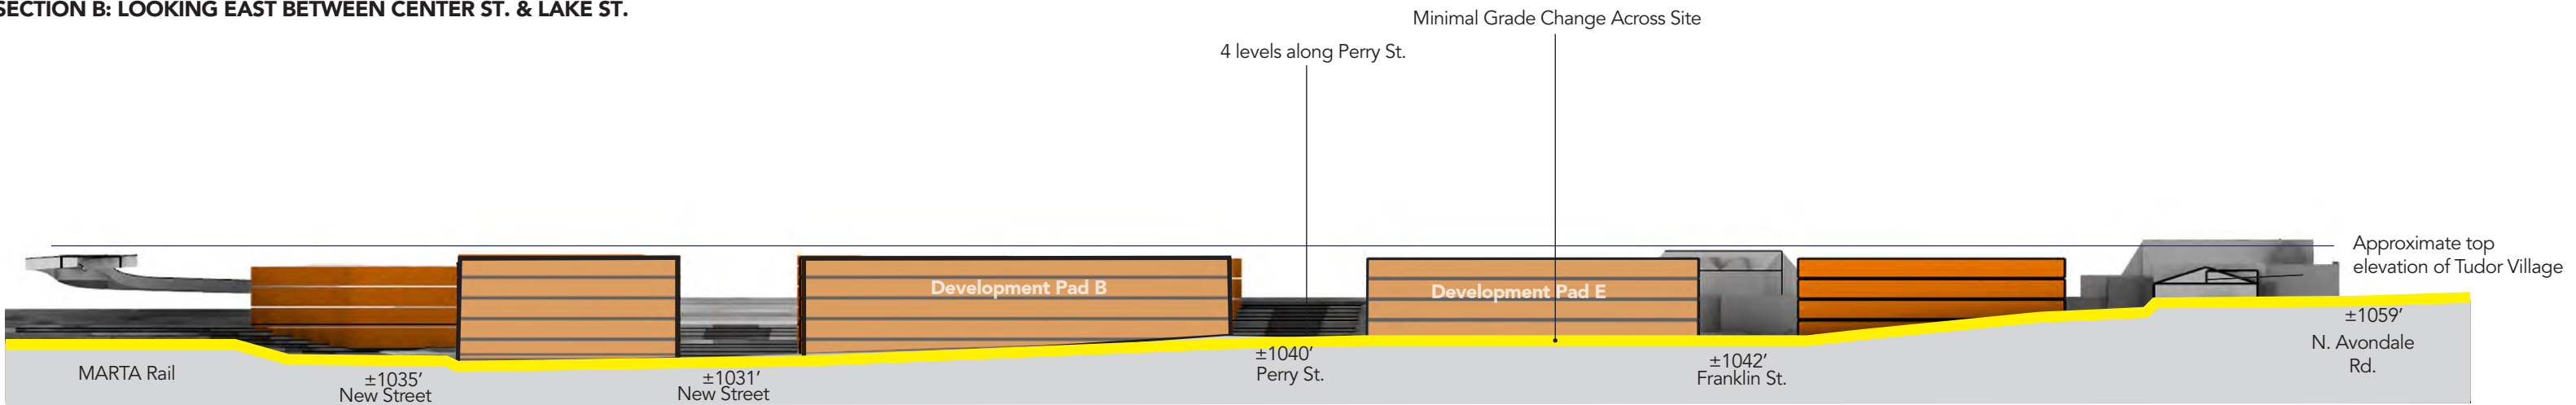 SECTION B: LOOKING EAST BETWEEN CENTER ST. & LAKE ST.
Minimal Grade Change Across Site
4 levels along Perry St.
Approximate top
elevation of Tudor Village
Development Pad B
Development Pad E
MARTA Rail
±1035′
New Street
±1031′
New Street
±1040′
Perry St.
±1042′
Franklin St.
±1059′
N. Avondale
Rd.